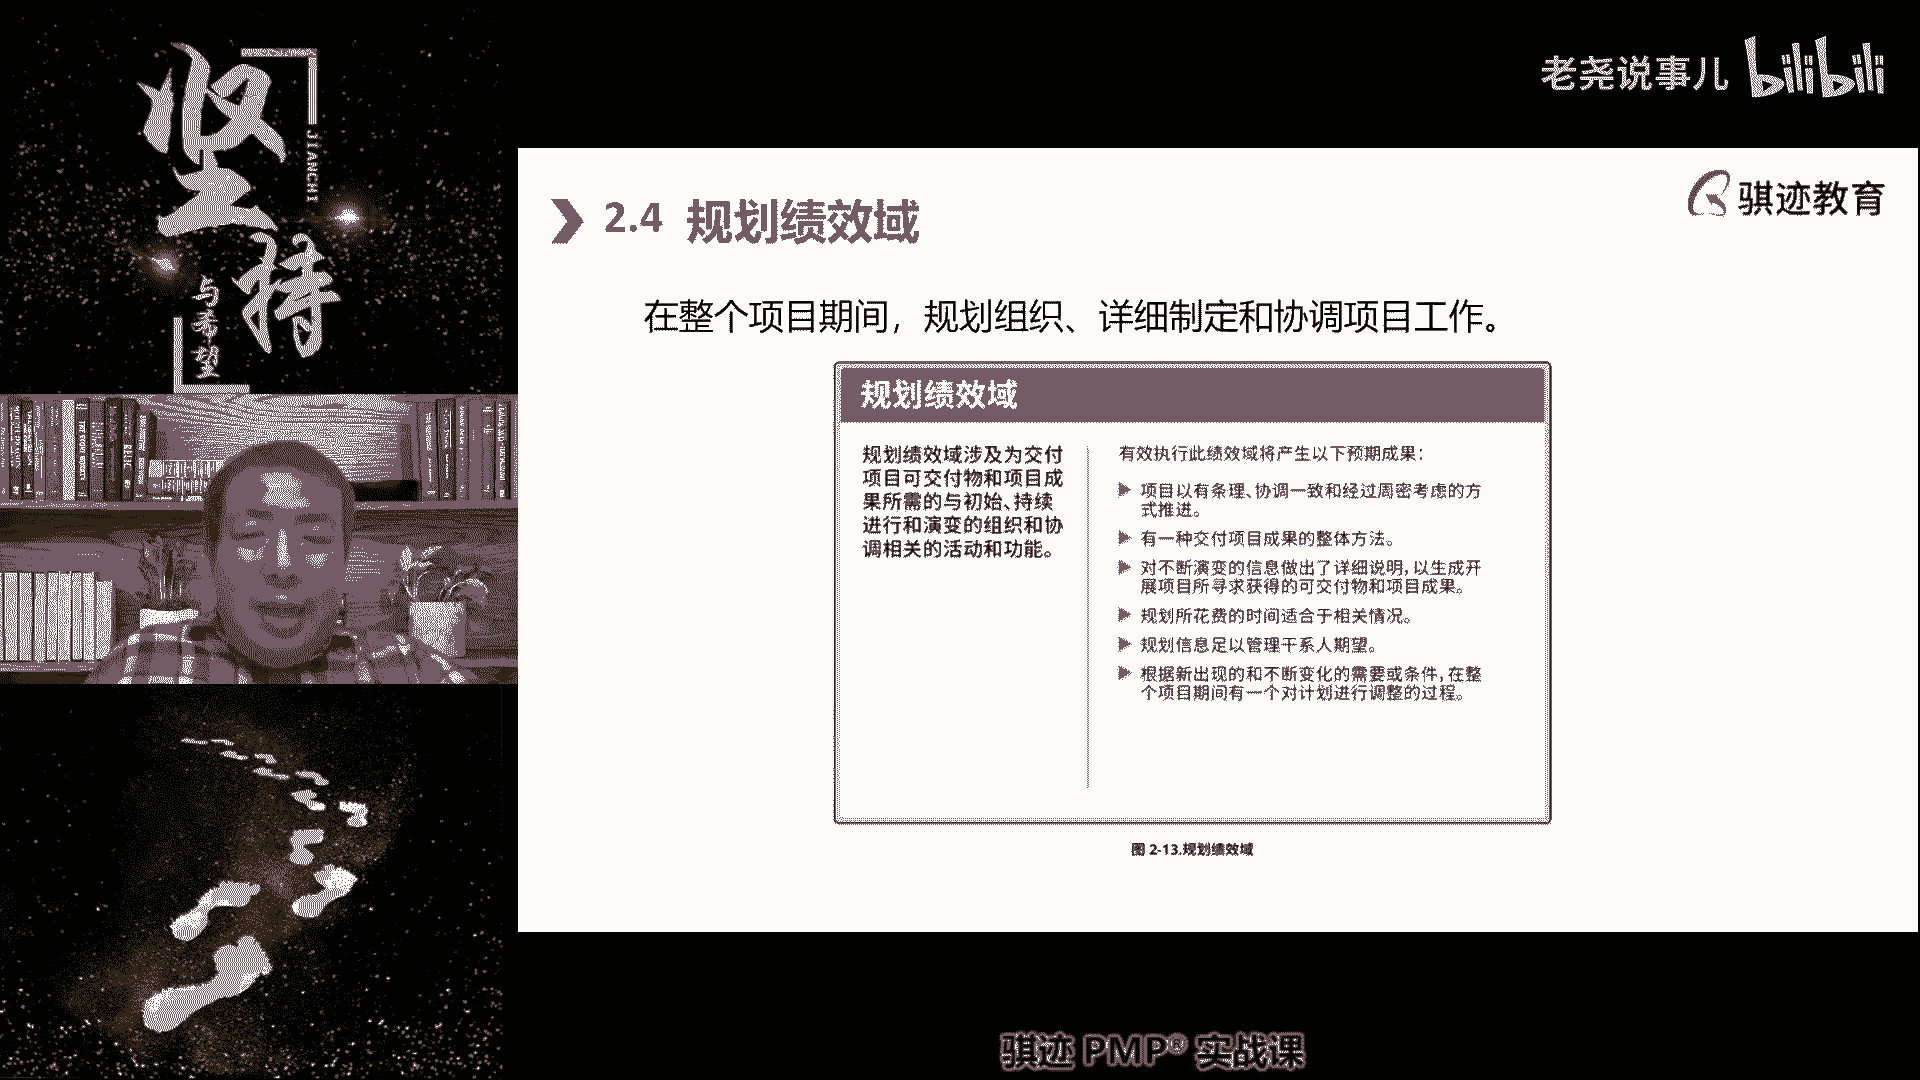 坚持
JIANCHI
与希望
老尧说事儿 bilibili
骐迹教育
2.4 规划绩效域
在整个项目期间，规划组织、详细制定和协调项目工作。
规划绩效域
规划绩效域涉及为交付
项目可交付物和项目成
果所需的与初始、持续
进行和演变的组织和协
调相关的活动和功能。
有效执行此绩效域将产生以下预期成果：
项目以有条理、协调一致和经过周密考虑的方
式推进。
有一种交付项目成果的整体方法。
对不断演变的信息做出了详细说明，以生成开
展项目所寻求获得的可交付物和项目成果。
规划所花费的时间适合于相关情况。
规划信息足以管理干系人期望。
根据新出现的和不断变化的需要或条件，在整
个项目期间有一个对计划进行调整的过程。
图 2-13.规划绩效域
骐迹 PMP® 实战课